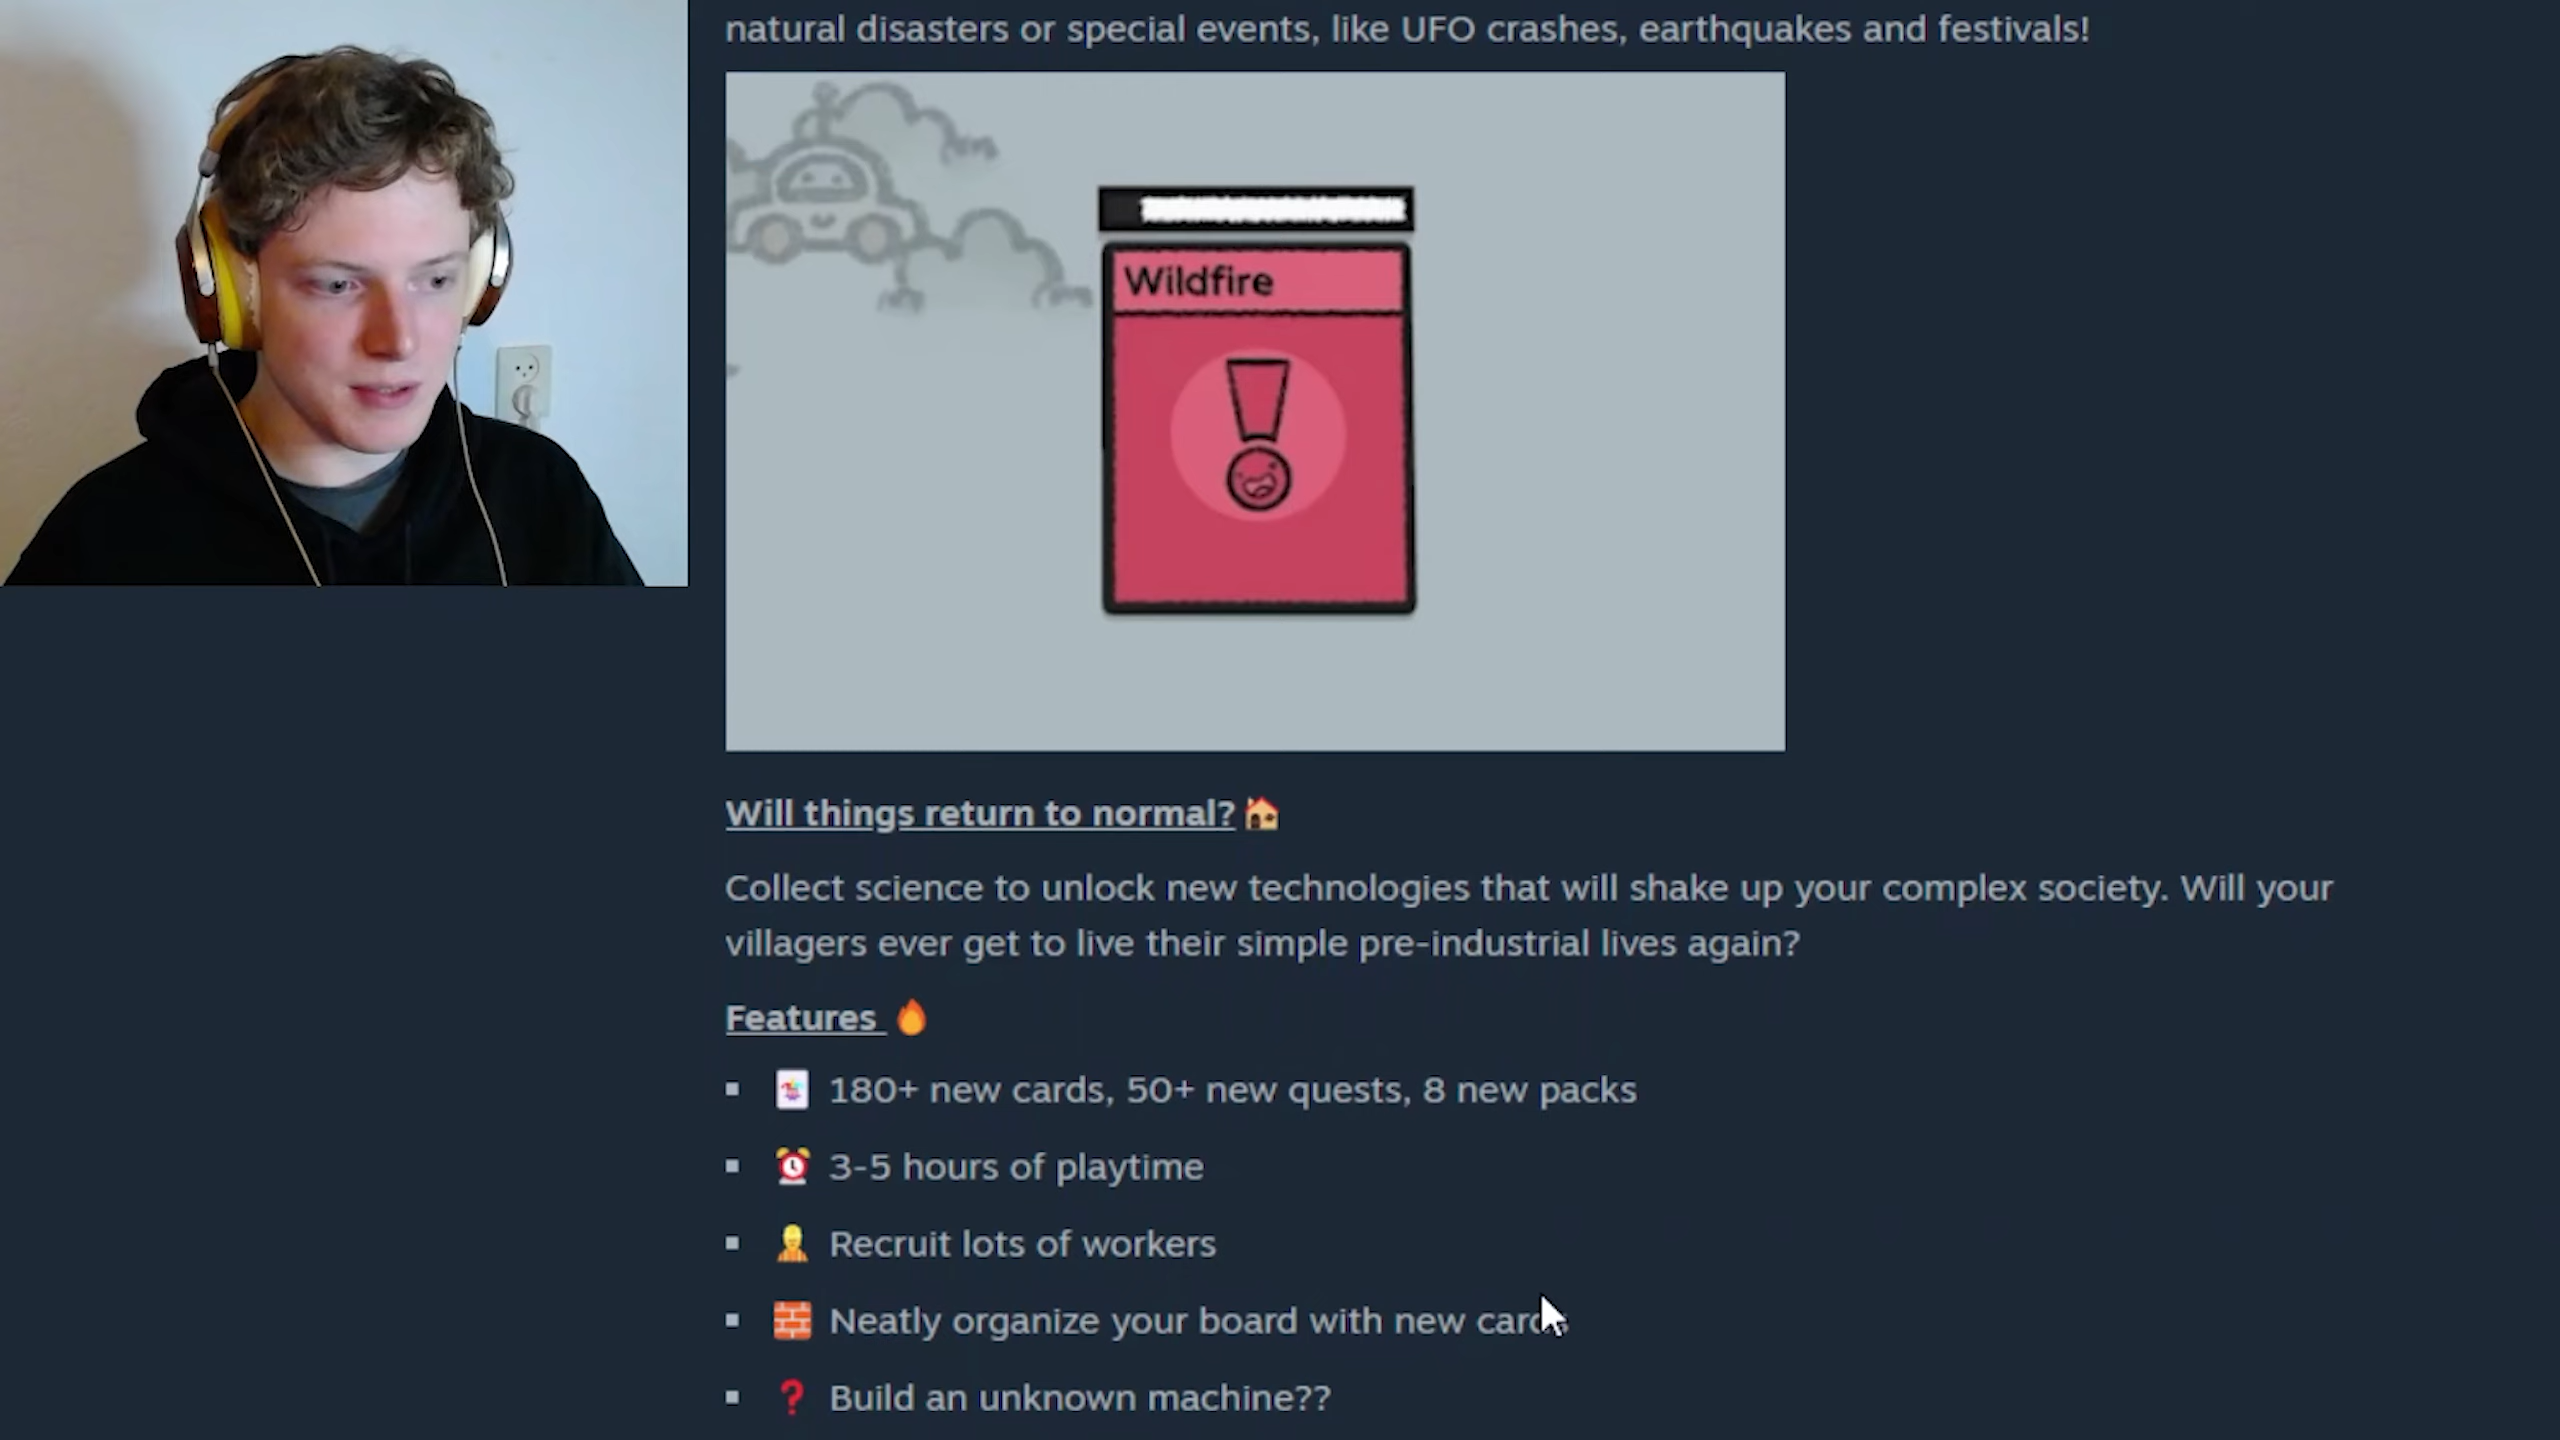 natural disasters or special events, like UFO crashes, earthquakes and festivals!
Wildfire
Will things return to normal?
Collect science to unlock new technologies that will shake up your complex society. Will your
villagers ever get to live their simple pre-industrial lives again?
Features
180+ new cards, 50+ new quests, 8 new packs
3-5 hours of playtime
Recruit lots of workers
Neatly organize your board with new cards
Build an unknown machine??